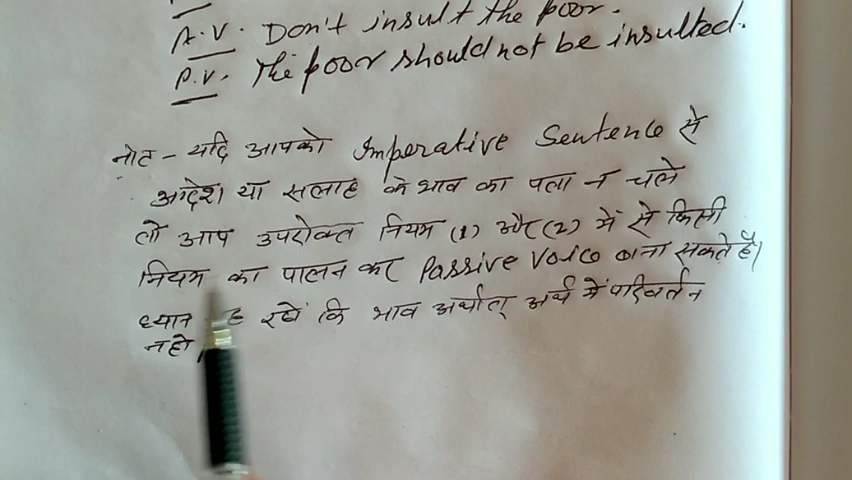 A.V. Don't insult the poor.
P.V. The poor should not be insulted.
नोट - यदि आपको Imperative Sentence से
आदेश या सलाह के भाव का पता न चले
तो आप उपरोक्त नियम (1) और (2) में से किसी
नियम का पालन कर Passive Voice बना सकते है।
ध्यान रखें कि भाव अर्थात् अर्थ में परिवर्तन
न हो